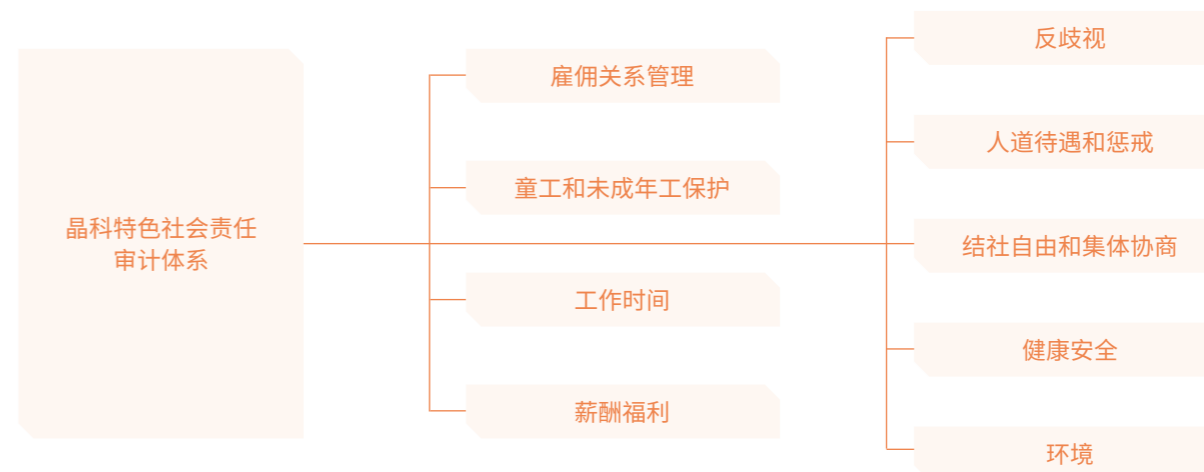 晶科特色社会责任
审计体系
雇佣关系管理
童工和未成年工保护
工作时间
薪酬福利
反歧视
人道待遇和惩戒
结社自由和集体协商
健康安全
环境